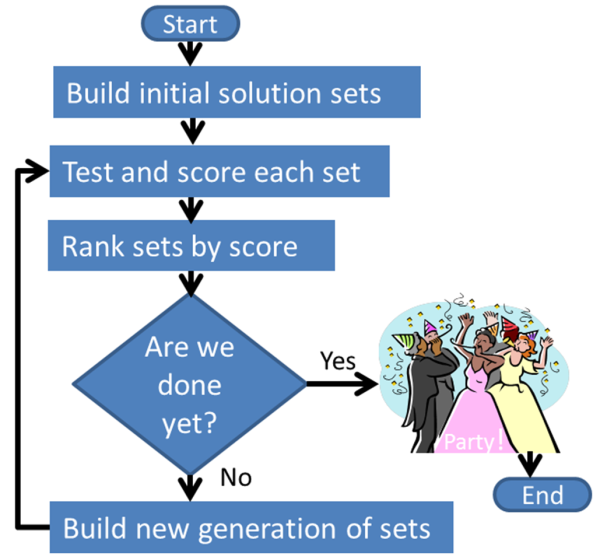 Start
Build initial solution sets
Test and score each set
Rank sets by score
Are we
done
yet?
Yes
Party!
No
End
Build new generation of sets